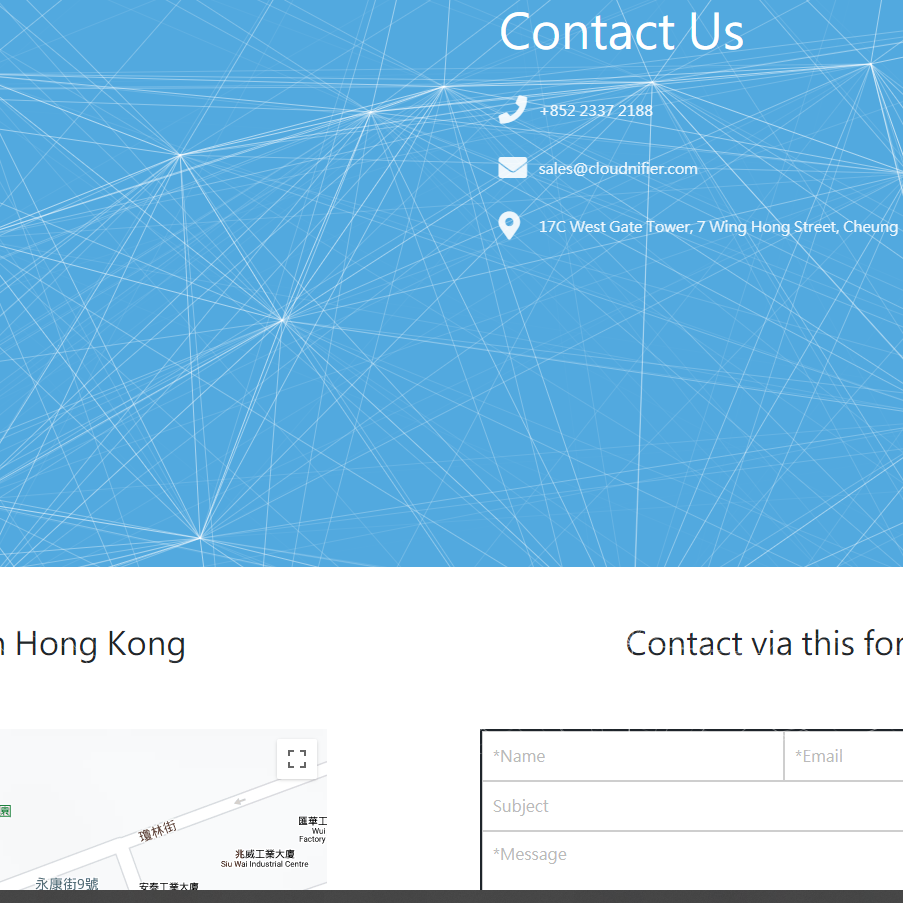 Contact Us
+852 2337 2188
sales@cloudnifier.com
17C West Gate Tower, 7 Wing Hong Street, Cheung
Hong Kong
Contact via this for
*Name
*Email
Subject
*Message
瓊林街
匯華工
Wui
Factory
兆威工業大廈
Siu Wai Industrial Centre
永康街9號
安泰工業大廈